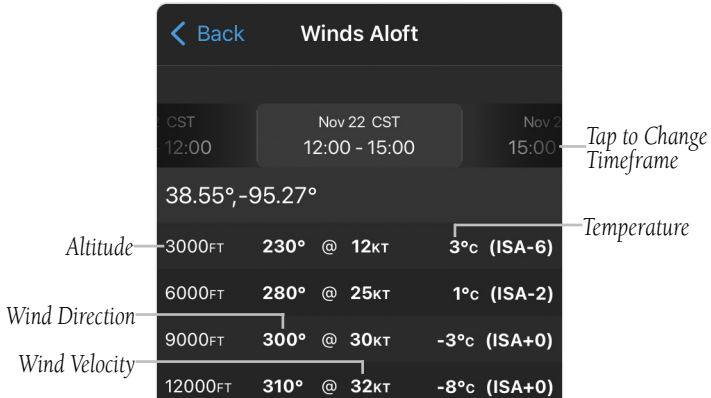 Back Winds Aloft
CST
12:00
Nov 22 CST
12:00 - 15:00
Nov 2
15:00
Tap to Change
Timeframe
38.55°,-95.27°
Temperature
Altitude 3000FT 230° @ 12KT 3°C (ISA-6)
6000FT 280° @ 25KT 1°C (ISA-2)
Wind Direction
9000FT 300° @ 30KT -3°C (ISA+0)
Wind Velocity
12000FT 310° @ 32KT -8°C (ISA+0)